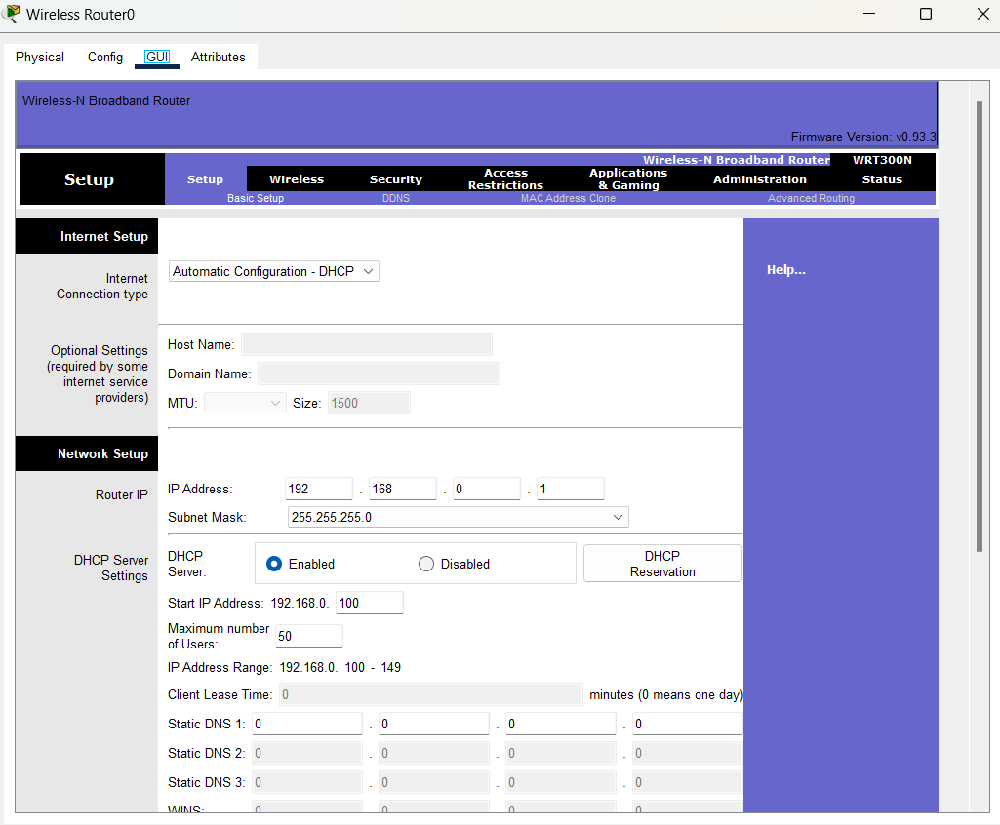 Wireless Router0
Physical Config GUI Attributes
Wireless-N Broadband Router
Firmware Version: v0.93.3
Wireless-N Broadband Router WRT300N
Setup
Setup Wireless Security Access Restrictions Applications & Gaming Administration Status
Basic Setup DDNS MAC Address Clone Advanced Routing
Internet Setup
Help...
Internet
Connection type
Automatic Configuration - DHCP
Optional Settings
(required by some
internet service
providers)
Host Name:
Domain Name:
MTU: Size: 1500
Network Setup
Router IP
IP Address: 192 . 168 . 0 . 1
Subnet Mask: 255.255.255.0
DHCP Server
Settings
DHCP
Server:
Enabled Disabled
DHCP
Reservation
Start IP Address: 192.168.0. 100
Maximum number
of Users:
50
IP Address Range: 192.168.0. 100 - 149
Client Lease Time: 0 minutes (0 means one day)
Static DNS 1: 0 . 0 . 0 . 0
Static DNS 2: 0 . 0 . 0 . 0
Static DNS 3: 0 . 0 . 0 . 0
WINS: 0 . 0 . 0 . 0